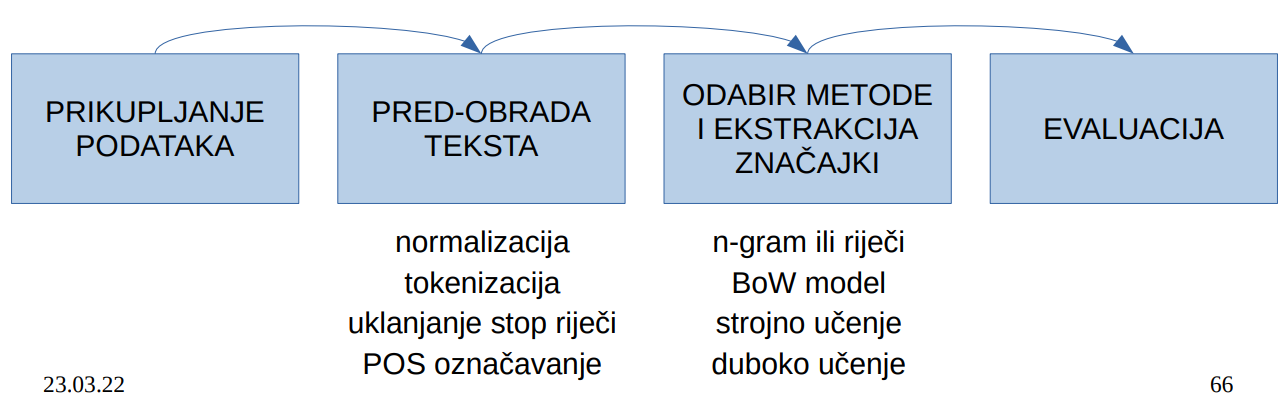 PRIKUPLJANJE
PODATAKA
PRED-OBRADA
TEKSTA
ODABIR METODE
I EKSTRAKCIJA
ZNAČAJKI
EVALUACIJA
normalizacija
tokenizacija
uklanjanje stop riječi
POS označavanje
n-gram ili riječi
BoW model
strojno učenje
duboko učenje
23.03.22
66